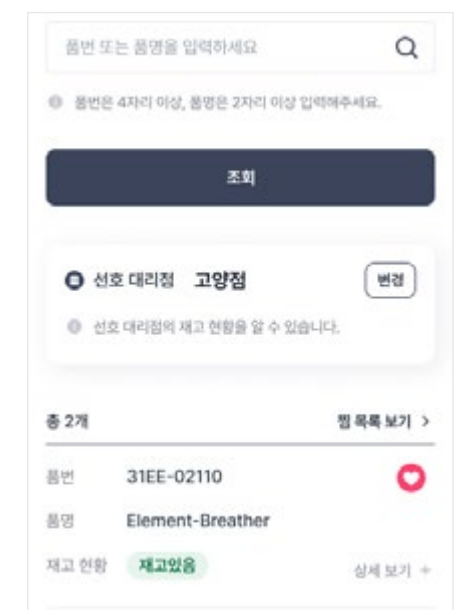 품번 또는 품명을 입력하세요
품번은 4자리 이상, 품명은 2자리 이상 입력해주세요.
조회
선호 대리점 고양점 변경
선호 대리점의 재고 현황을 알 수 있습니다.
총 2개 찜 목록 보기 >
품번 31EE-02110
품명 Element-Breather
재고 현황 재고있음 상세 보기 +